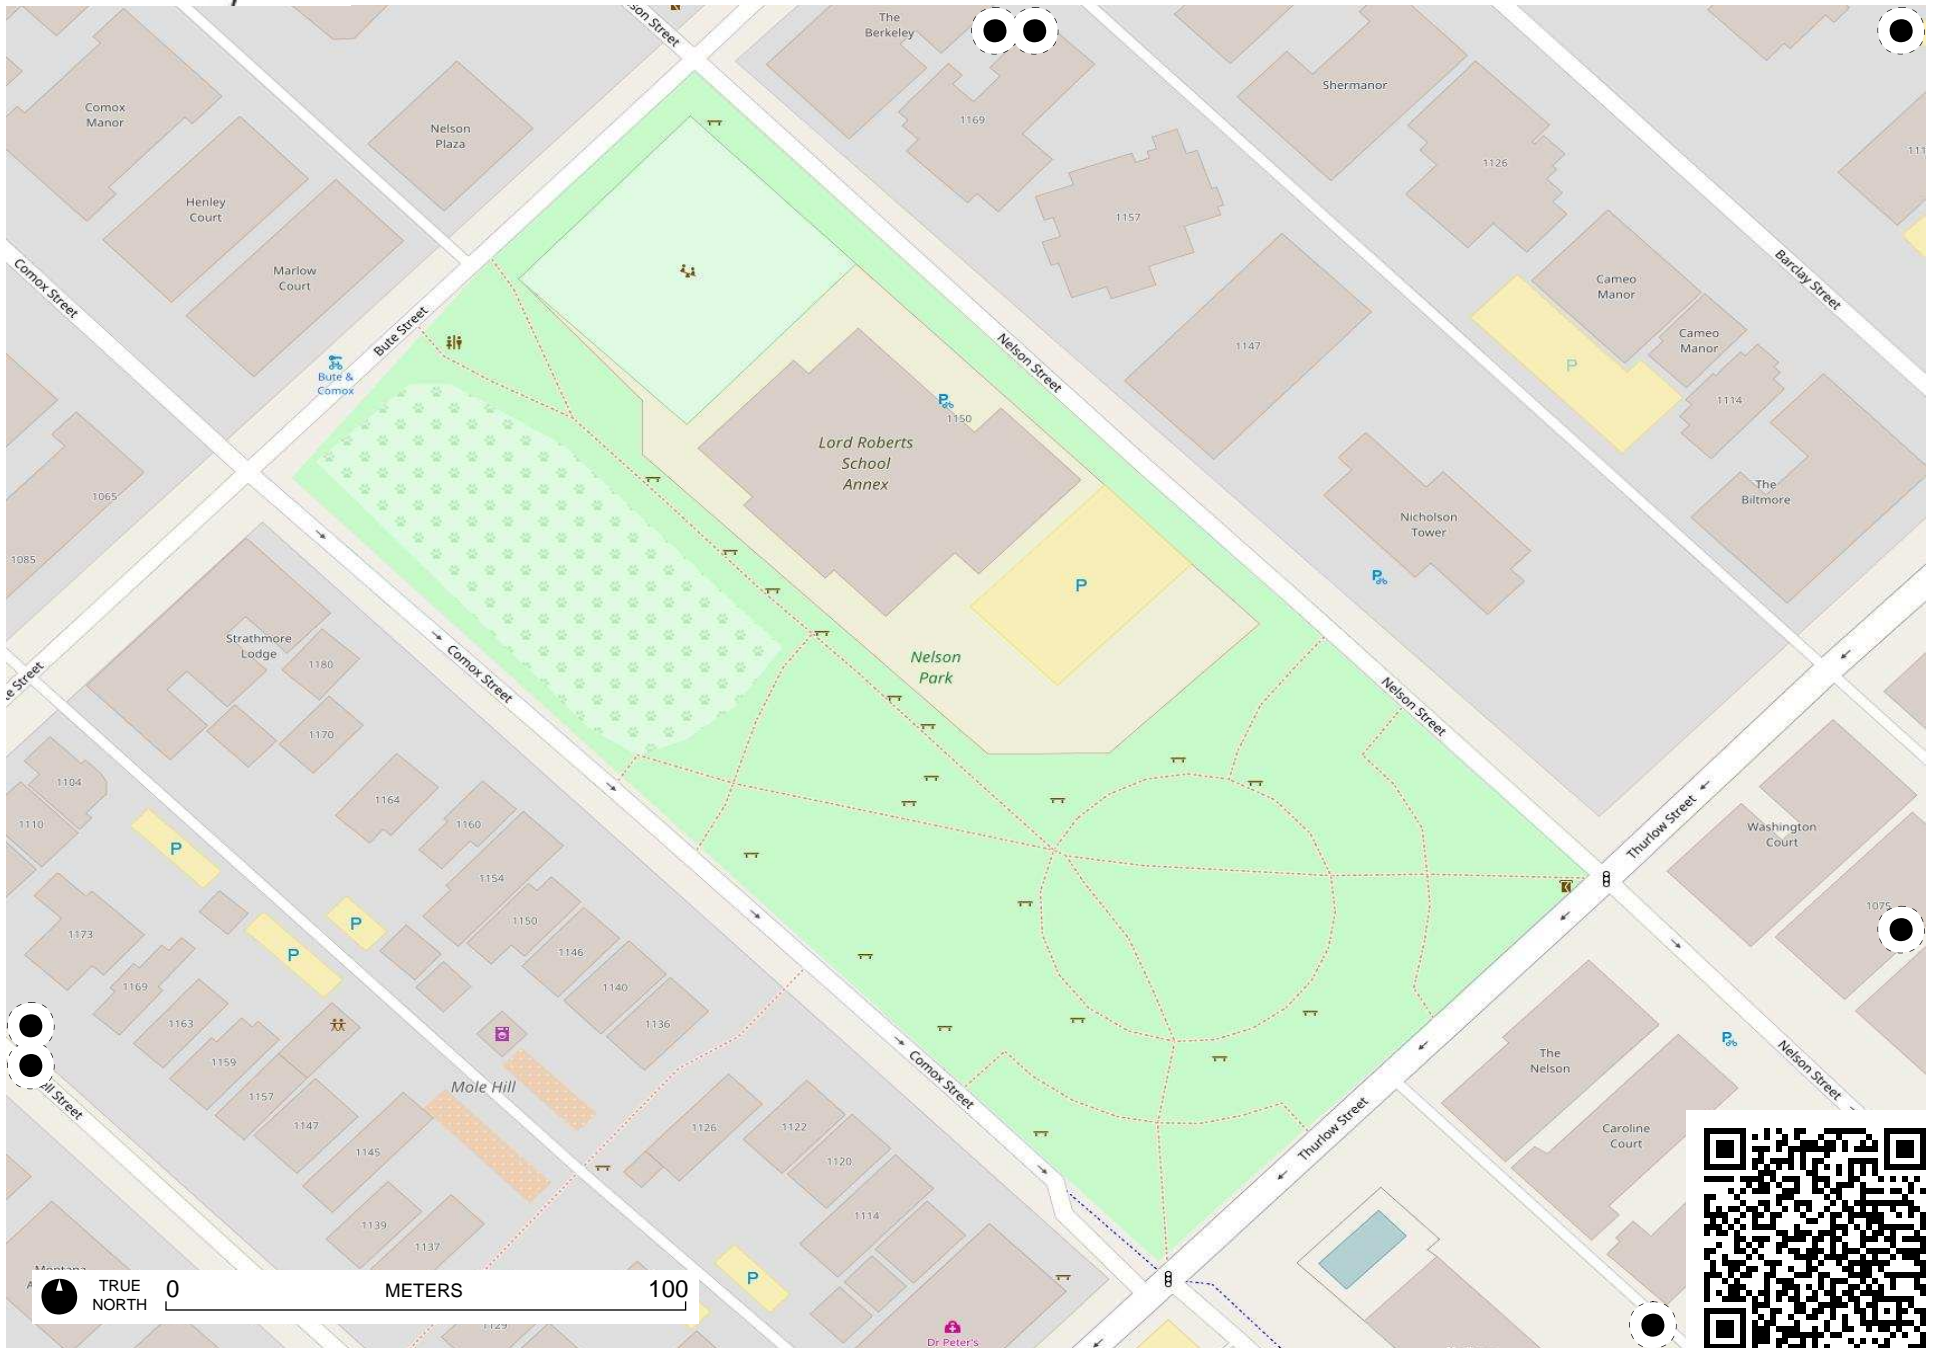 The
Berkeley
Shermanor
Comox
Manor
Nelson
Plaza
1169
1126
Henley
Court
1157
Marlow
Court
Comox Street
Bute Street
Nelson Street
Barclay Street
Cameo
Manor
Cameo
Manor
1147
P
1114
Bute &
Comox
P
1150
Lord Roberts
School
Annex
The
Biltmore
1065
1085
Nicholson
Tower
P
P
Strathmore
Lodge
1180
Comox Street
Nelson
Park
Nelson Street
1170
1104
1164
1110
1160
P
Thurlow Street
Washington
Court
1154
1150
P
1075
1173
P
1146
1169
1140
1163
1136
1159
Mole Hill
1157
Comox Street
The
Nelson
P
Nelson Street
1147
1126
1122
Thurlow Street
Caroline
Court
1145
1120
1139
1114
1137
P
TRUE
NORTH
0
METERS
100
1129
Dr Peter's